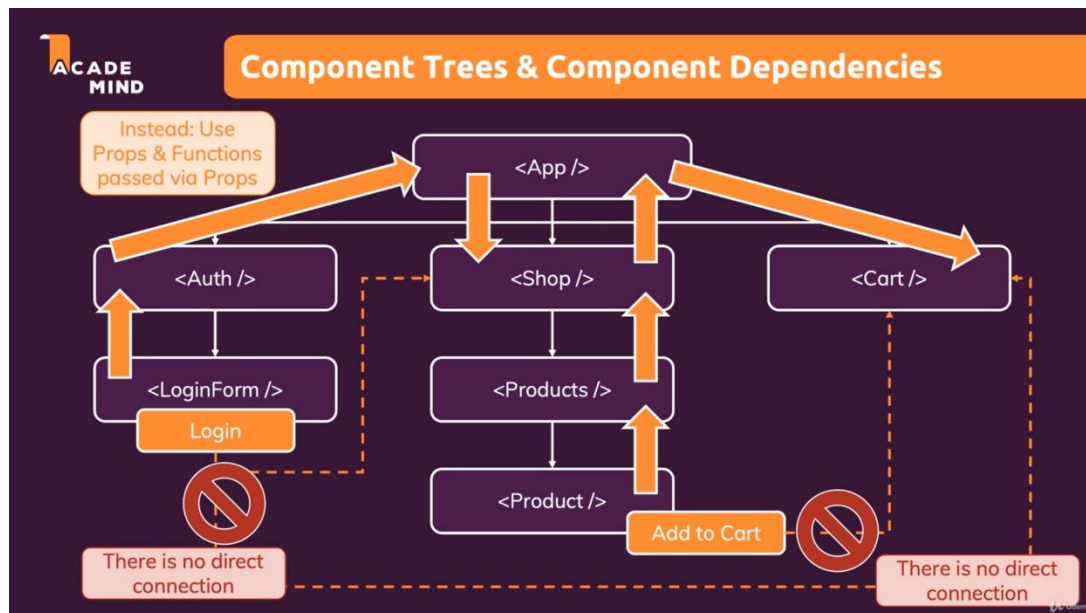 ACADE
MIND
Component Trees & Component Dependencies
Instead: Use
Props & Functions
passed via Props
<App />
<Auth />
<Shop />
<Cart />
<LoginForm />
<Products />
Login
<Product />
Add to Cart
There is no direct
connection
There is no direct
connection